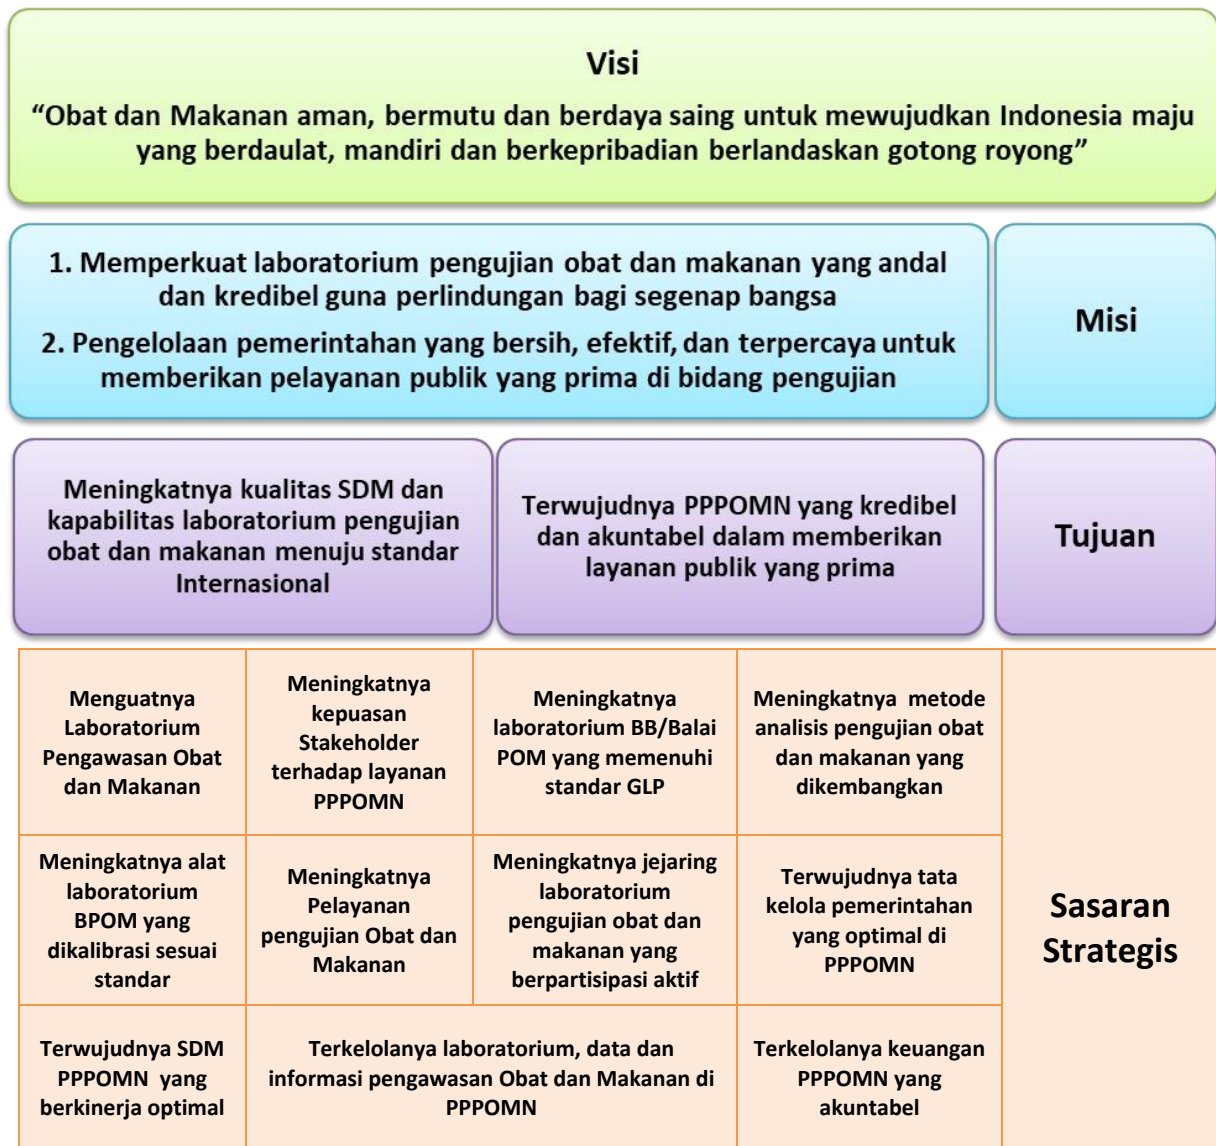 Visi
“Obat dan Makanan aman, bermutu dan berdaya saing untuk mewujudkan Indonesia maju
yang berdaulat, mandiri dan berkepribadian berlandaskan gotong royong”
1. Memperkuat laboratorium pengujian obat dan makanan yang andal
dan kredibel guna perlindungan bagi segenap bangsa
2. Pengelolaan pemerintahan yang bersih, efektif, dan terpercaya untuk
memberikan pelayanan publik yang prima di bidang pengujian
Misi
Meningkatnya kualitas SDM dan
kapabilitas laboratorium pengujian
obat dan makanan menuju standar
Internasional
Terwujudnya PPPOMN yang kredibel
dan akuntabel dalam memberikan
layanan publik yang prima
Tujuan
Menguatnya
Laboratorium
Pengawasan Obat
dan Makanan
Meningkatnya
kepuasan
Stakeholder
terhadap layanan
PPPOMN
Meningkatnya
laboratorium BB/Balai
POM yang memenuhi
standar GLP
Meningkatnya metode
analisis pengujian obat
dan makanan yang
dikembangkan
Meningkatnya alat
laboratorium
BPOM yang
dikalibrasi sesuai
standar
Meningkatnya
Pelayanan
pengujian Obat dan
Makanan
Meningkatnya jejaring
laboratorium
pengujian obat dan
makanan yang
berpartisipasi aktif
Terwujudnya tata
kelola pemerintahan
yang optimal di
PPPOMN
Sasaran
Strategis
Terwujudnya SDM
PPPOMN yang
berkinerja optimal
Terkelolanya laboratorium, data dan
informasi pengawasan Obat dan Makanan di
PPPOMN
Terkelolanya keuangan
PPPOMN yang
akuntabel